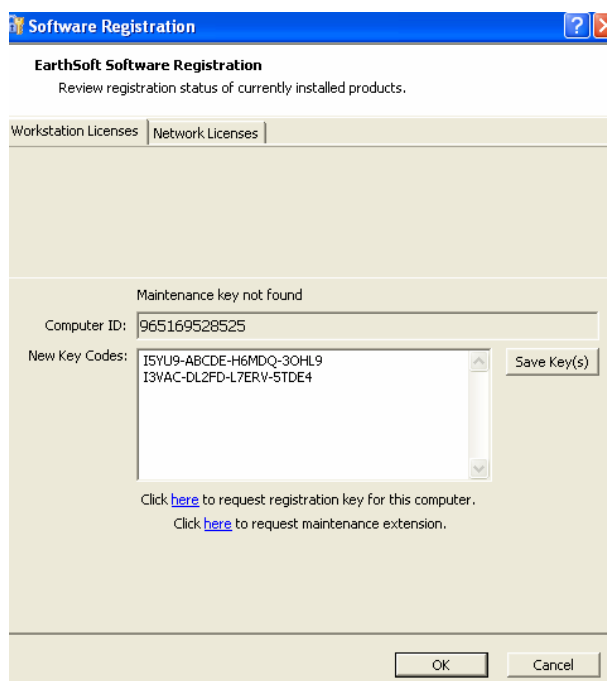 Software Registration
EarthSoft Software Registration
Review registration status of currently installed products.
Workstation Licenses
Network Licenses
Maintenance key not found
Computer ID: 965169528525
New Key Codes: I5YU9-ABCDE-H6MDQ-3OHL9
I3VAC-DL2FD-L7ERV-5TDE4
Save Key(s)
Click here to request registration key for this computer.
Click here to request maintenance extension.
OK
Cancel